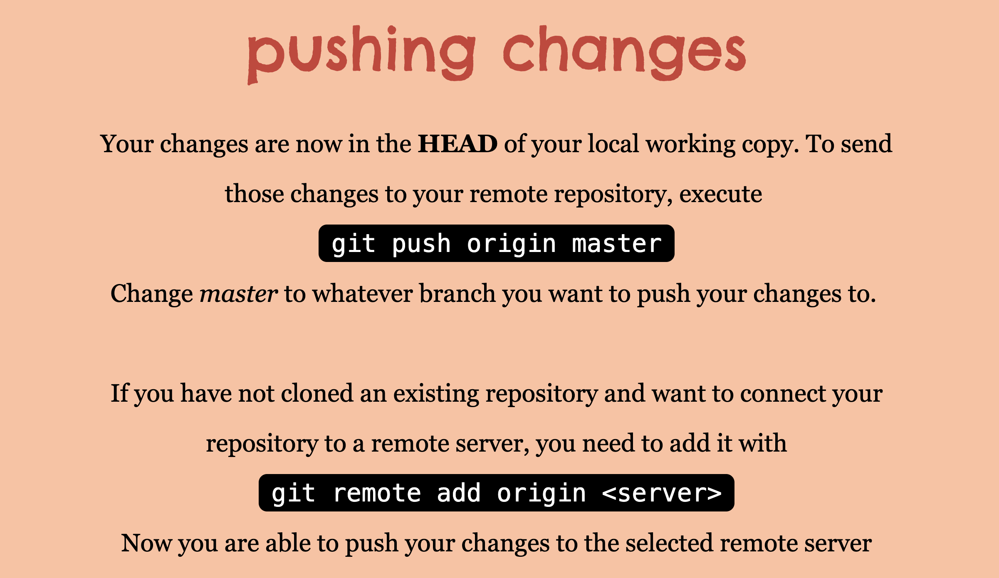 pushing changes
Your changes are now in the HEAD of your local working copy. To send
those changes to your remote repository, execute
git push origin master
Change master to whatever branch you want to push your changes to.
If you have not cloned an existing repository and want to connect your
repository to a remote server, you need to add it with
git remote add origin <server>
Now you are able to push your changes to the selected remote server